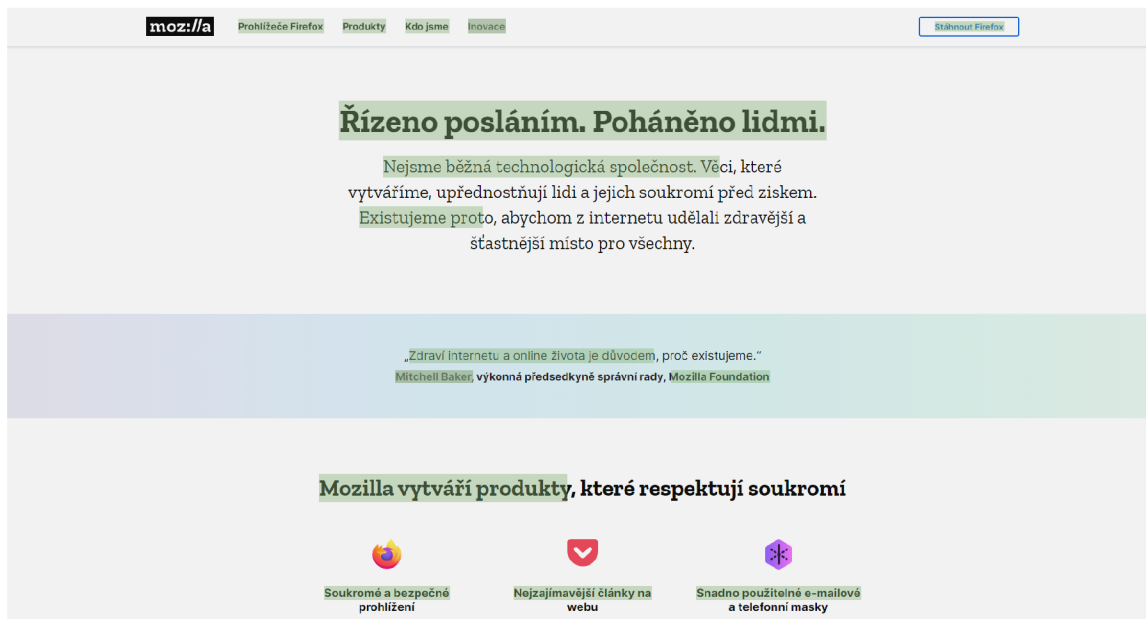 moz://a
Prohlížeče Firefox
Produkty
Kdo jsme
Inovace
Stáhnout Firefox
Řízeno posláním. Poháněno lidmi.
Nejsme běžná technologická společnost. Věci, které
vytváříme, upřednostňují lidi a jejich soukromí před ziskem.
Existujeme proto, abychom z internetu udělali zdravější a
šťastnější místo pro všechny.
„Zdraví internetu a online života je důvodem, proč existujeme.“
Mitchell Baker, výkonná předsedkyně správní rady, Mozilla Foundation
Mozilla vytváří produkty, které respektují soukromí
Soukromé a bezpečné
prohlížení
Nejzajímavější články na
webu
Snadno použitelné e-mailové
a telefonní masky